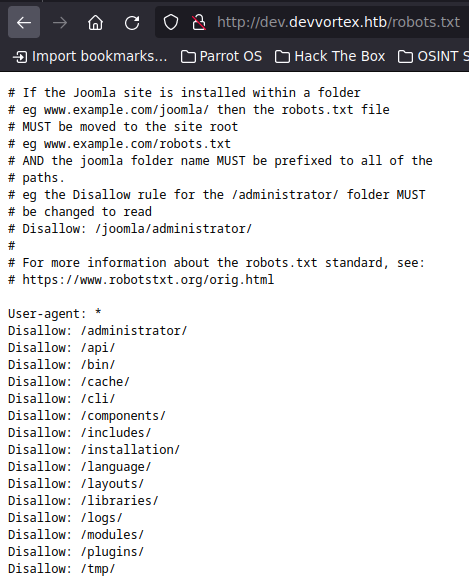 http://dev.devvortex.htb/robots.txt
Import bookmarks... Parrot OS Hack The Box OSINT S
# If the Joomla site is installed within a folder
# eg www.example.com/joomla/ then the robots.txt file
# MUST be moved to the site root
# eg www.example.com/robots.txt
# AND the joomla folder name MUST be prefixed to all of the
# paths.
# eg the Disallow rule for the /administrator/ folder MUST
# be changed to read
# Disallow: /joomla/administrator/
#
# For more information about the robots.txt standard, see:
# https://www.robotstxt.org/orig.html
User-agent: *
Disallow: /administrator/
Disallow: /api/
Disallow: /bin/
Disallow: /cache/
Disallow: /cli/
Disallow: /components/
Disallow: /includes/
Disallow: /installation/
Disallow: /language/
Disallow: /layouts/
Disallow: /libraries/
Disallow: /logs/
Disallow: /modules/
Disallow: /plugins/
Disallow: /tmp/